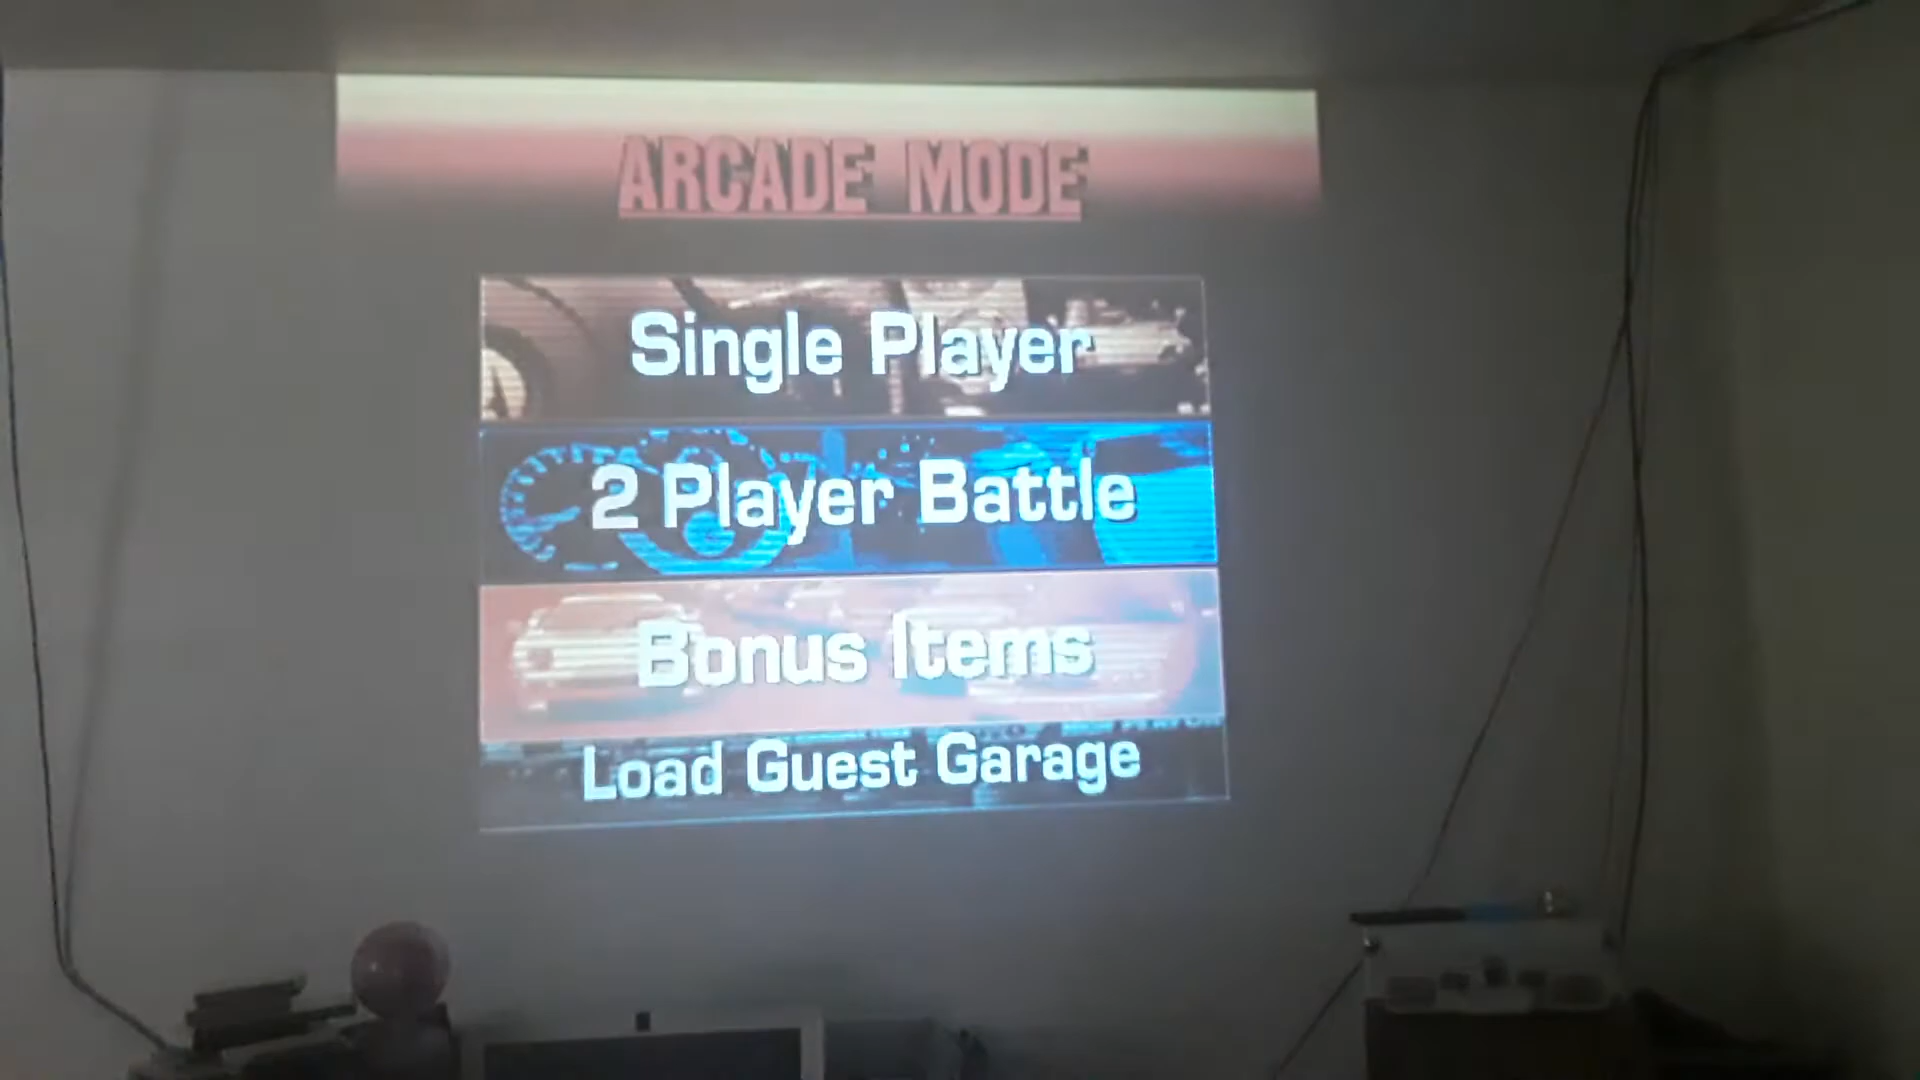 ARCADE MODE
Single Player
2 Player Battle
Bonus Items
Load Guest Garage